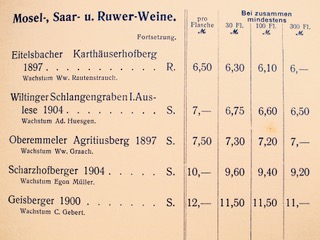 Mosel-, Saar- u. Ruwer-Weine.
Fortsetzung.
pro Flasche ℳ
Bei zusammen mindestens
30 Fl. ℳ 100 Fl. ℳ 300 Fl. ℳ
Eitelsbacher Karthäuserhofberg
1897 . . . . . . . . . . . R. 6,50 6,30 6,10 6,—
Wachstum Ww. Rautenstrauch.
Wiltinger Schlangengraben I. Aus-
lese 1904 . . . . . . . . . S. 7,— 6,75 6,60 6,50
Wachstum Ad. Huesgen.
Oberemmeler Agritiusberg 1897 S. 7,50 7,30 7,20 7,—
Wachstum Ww. Graach.
Scharzhofberger 1904 . . . . . S. 10,— 9,60 9,40 9,20
Wachstum Egon Müller.
Geisberger 1900 . . . . . . . S. 12,— 11,50 11,50 11,—
Wachstum C. Gebert.